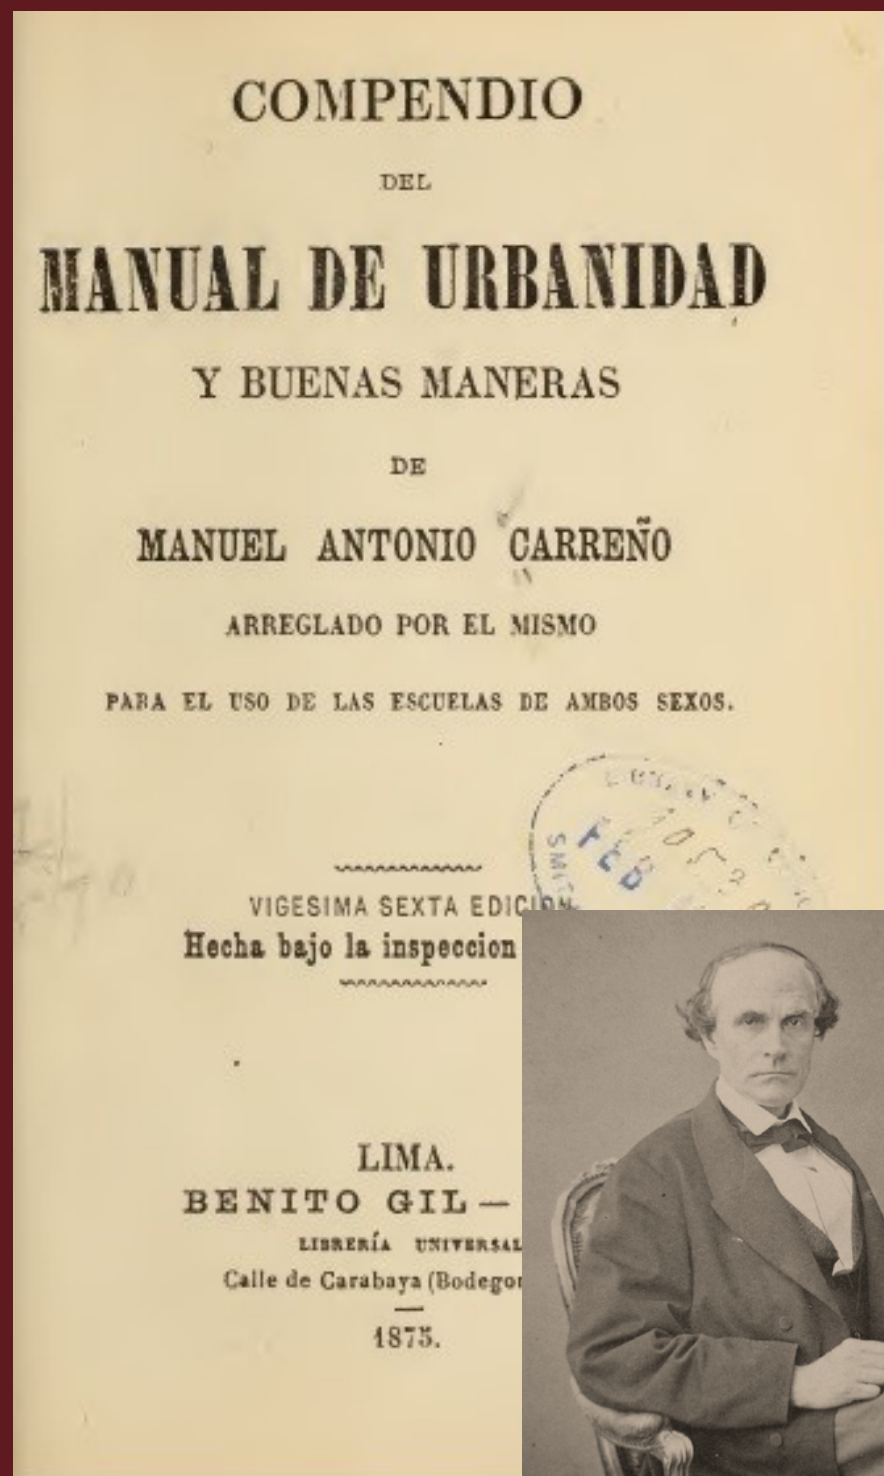 COMPENDIO
DEL
MANUAL DE URBANIDAD
Y BUENAS MANERAS
DE
MANUEL ANTONIO CARREÑO
ARREGLADO POR EL MISMO
PARA EL USO DE LAS ESCUELAS DE AMBOS SEXOS.
FEB
VIGESIMA SEXTA EDICION
Hecha bajo la inspeccion
LIMA.
BENITO GIL —
LIBRERÍA UNIVERSAL
Calle de Carabaya
1875.